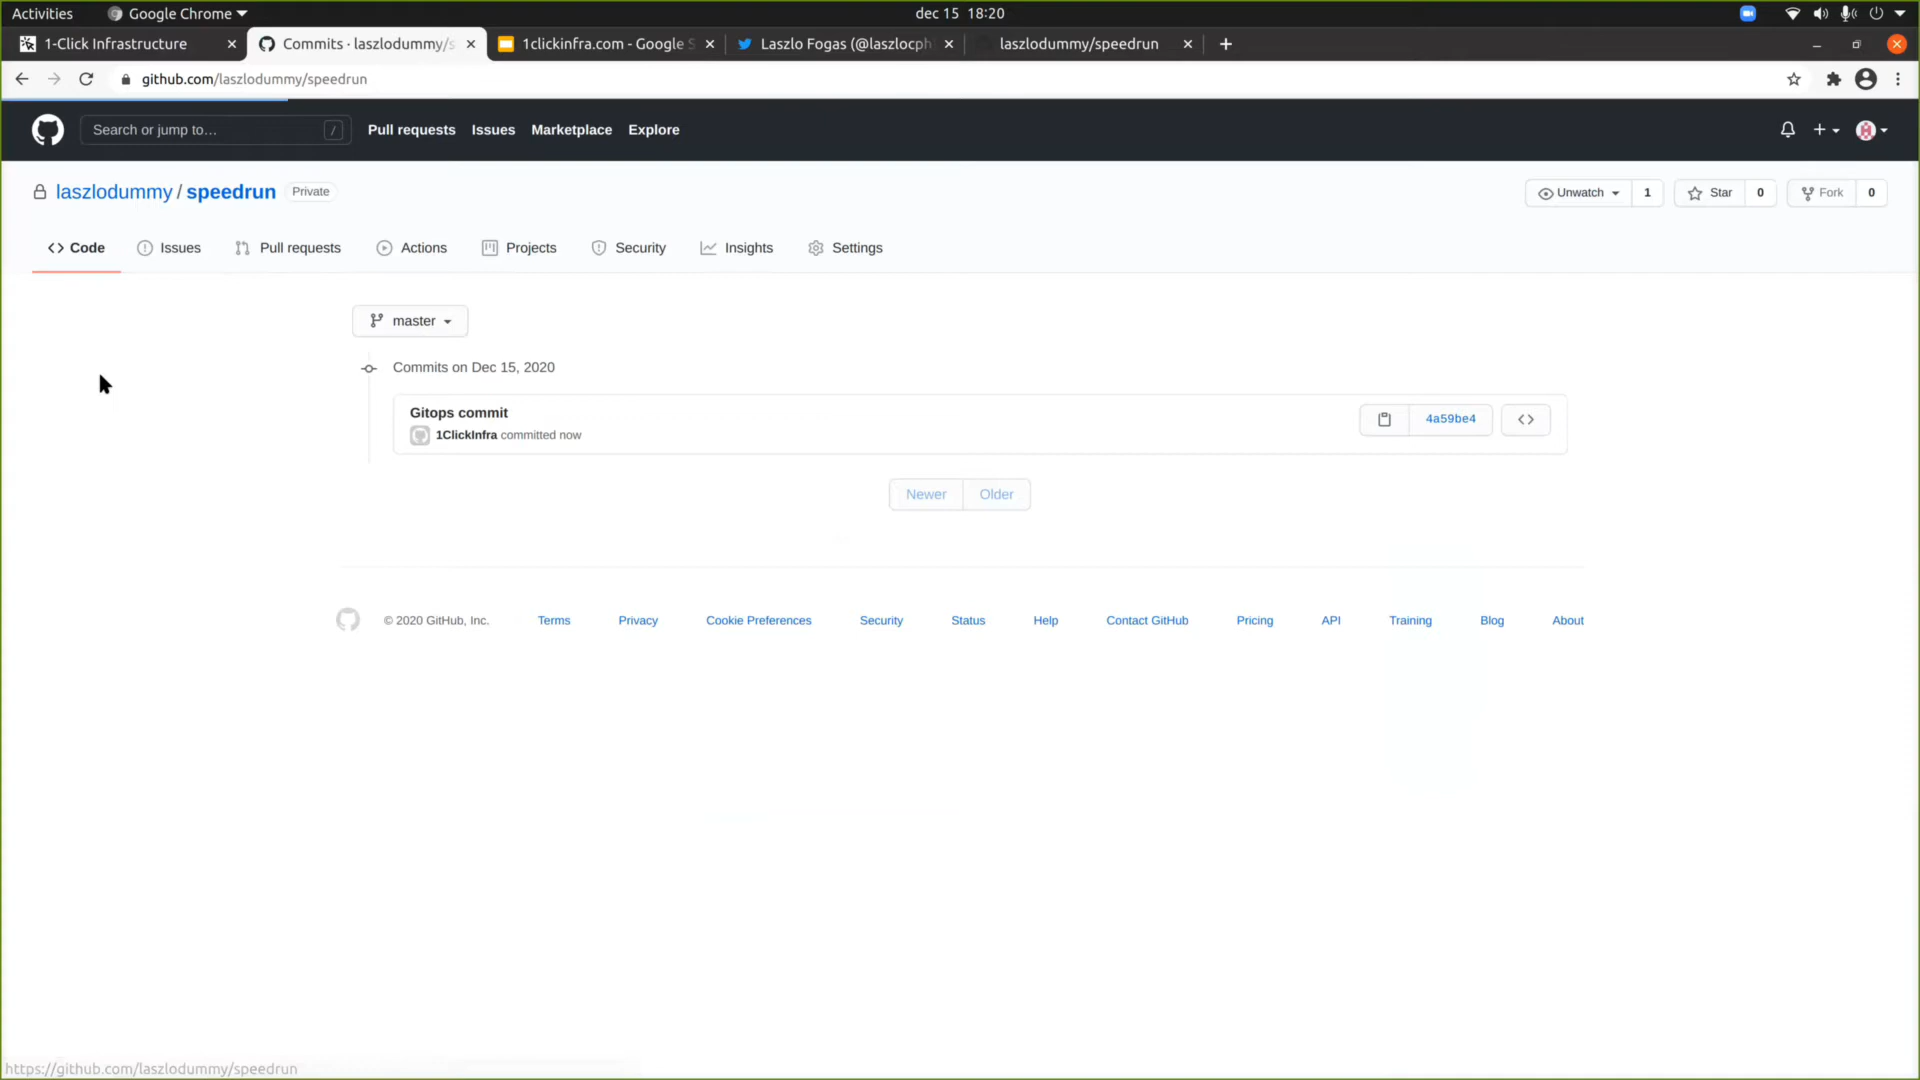 Activities Google Chrome dec 15 18:20
1-Click Infrastructure Commits · laszlodummy/s 1clickinfra.com - Google S Laszlo Fogas (@laszlocph laszlodummy/speedrun
github.com/laszlodummy/speedrun
Search or jump to… / Pull requests Issues Marketplace Explore
laszlodummy / speedrun Private Unwatch 1 Star 0 Fork 0
Code Issues Pull requests Actions Projects Security Insights Settings
master
Commits on Dec 15, 2020
Gitops commit
1ClickInfra committed now 4a59be4
Newer Older
© 2020 GitHub, Inc. Terms Privacy Cookie Preferences Security Status Help Contact GitHub Pricing API Training Blog About
https://github.com/laszlodummy/speedrun